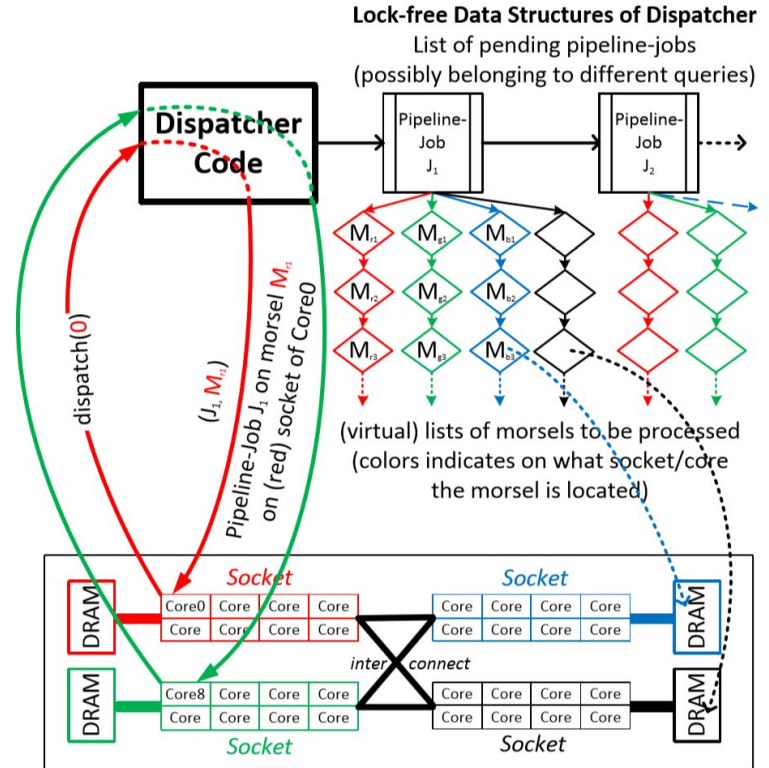 Lock-free Data Structures of Dispatcher
List of pending pipeline-jobs
(possibly belonging to different queries)
Dispatcher
Code
Pipeline-
Job
J1
Pipeline-
Job
J2
Mr1
Mg1
Mb1
Mr2
Mg2
Mb2
Mr3
Mg3
Mb3
dispatch(0)
(J1, Mr1)
Pipeline-Job J1 on morsel Mr1
on (red) socket of Core0
(virtual) lists of morsels to be processed
(colors indicates on what socket/core
the morsel is located)
Socket
Socket
DRAM
Core0 Core Core Core
Core Core Core Core
Core Core Core Core
Core Core Core Core
DRAM
inter connect
DRAM
Core8 Core Core Core
Core Core Core Core
Core Core Core Core
Core Core Core Core
DRAM
Socket
Socket